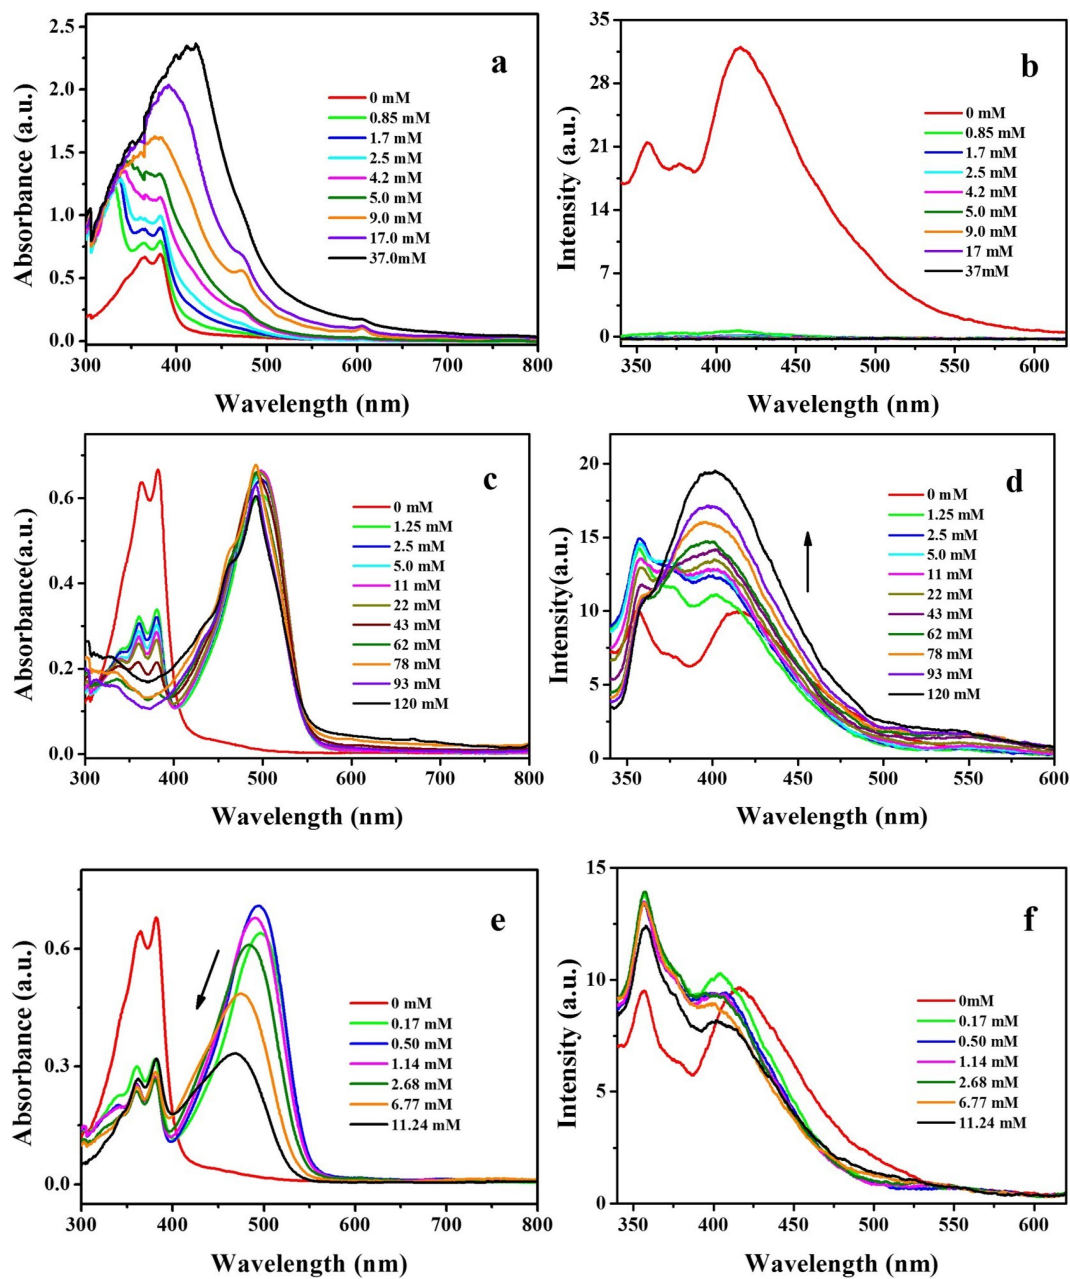 a
2.5
2.0
1.5
1.0
0.5
0.0
Absorbance (a.u.)
0 mM
0.85 mM
1.7 mM
2.5 mM
4.2 mM
5.0 mM
9.0 mM
17.0 mM
37.0mM
300 400 500 600 700 800
Wavelength (nm)
b
35
28
21
14
7
0
Intensity (a.u.)
0 mM
0.85 mM
1.7 mM
2.5 mM
4.2 mM
5.0 mM
9.0 mM
17 mM
37mM
350 400 450 500 550 600
Wavelength (nm)
c
0.6
0.4
0.2
0.0
Absorbance(a.u.)
0 mM
1.25 mM
2.5 mM
5.0 mM
11 mM
22 mM
43 mM
62 mM
78 mM
93 mM
120 mM
300 400 500 600 700 800
Wavelength (nm)
d
20
15
10
5
0
Intensity(a.u.)
0 mM
1.25 mM
2.5 mM
5.0 mM
11 mM
22 mM
43 mM
62 mM
78 mM
93 mM
120 mM
350 400 450 500 550 600
Wavelength (nm)
e
0.6
0.3
0.0
Absorbance (a.u.)
0 mM
0.17 mM
0.50 mM
1.14 mM
2.68 mM
6.77 mM
11.24 mM
300 400 500 600 700 800
Wavelength (nm)
f
15
10
5
0
Intensity (a.u.)
0mM
0.17 mM
0.50 mM
1.14 mM
2.68 mM
6.77 mM
11.24 mM
350 400 450 500 550 600
Wavelength (nm)